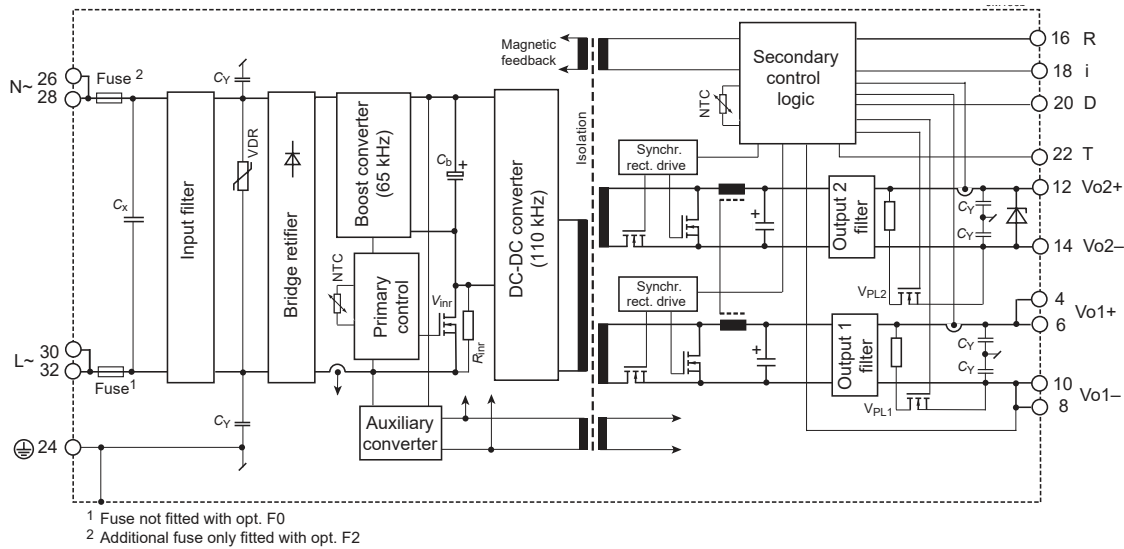 N~
26
28
Fuse 2
CY
Cx
Input filter
VDR
Bridge retifier
Boost converter
(65 kHz)
Cb
+
DC-DC converter
(110 kHz)
NTC
Primary
control
Vinr
Rinr
L~
30
32
Fuse1
CY
24
Auxiliary
converter
Magnetic
feedback
Isolation
Secondary
control
logic
NTC
16 R
18 i
20 D
22 T
Synchr.
rect. drive
+
Output 2
filter
VPL2
CY
CY
12 Vo2+
14 Vo2–
Synchr.
rect. drive
+
Output 1
filter
VPL1
CY
CY
4
Vo1+
6
10
Vo1–
8
1 Fuse not fitted with opt. F0
2 Additional fuse only fitted with opt. F2